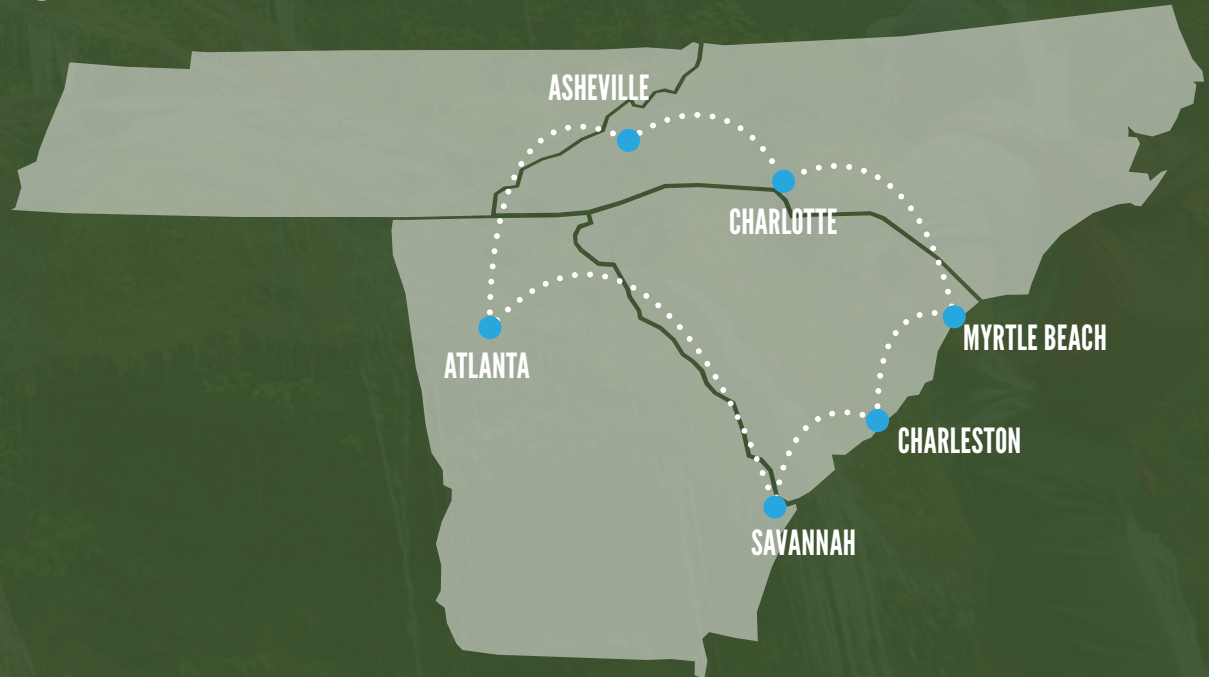 ASHEVILLE
CHARLOTTE
MYRTLE BEACH
ATLANTA
CHARLESTON
SAVANNAH